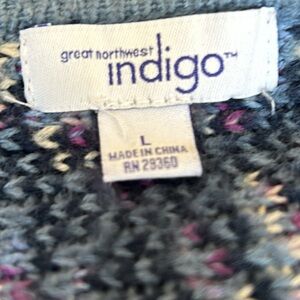 great northwest
indigo™
L
MADE IN CHINA
RN 29360